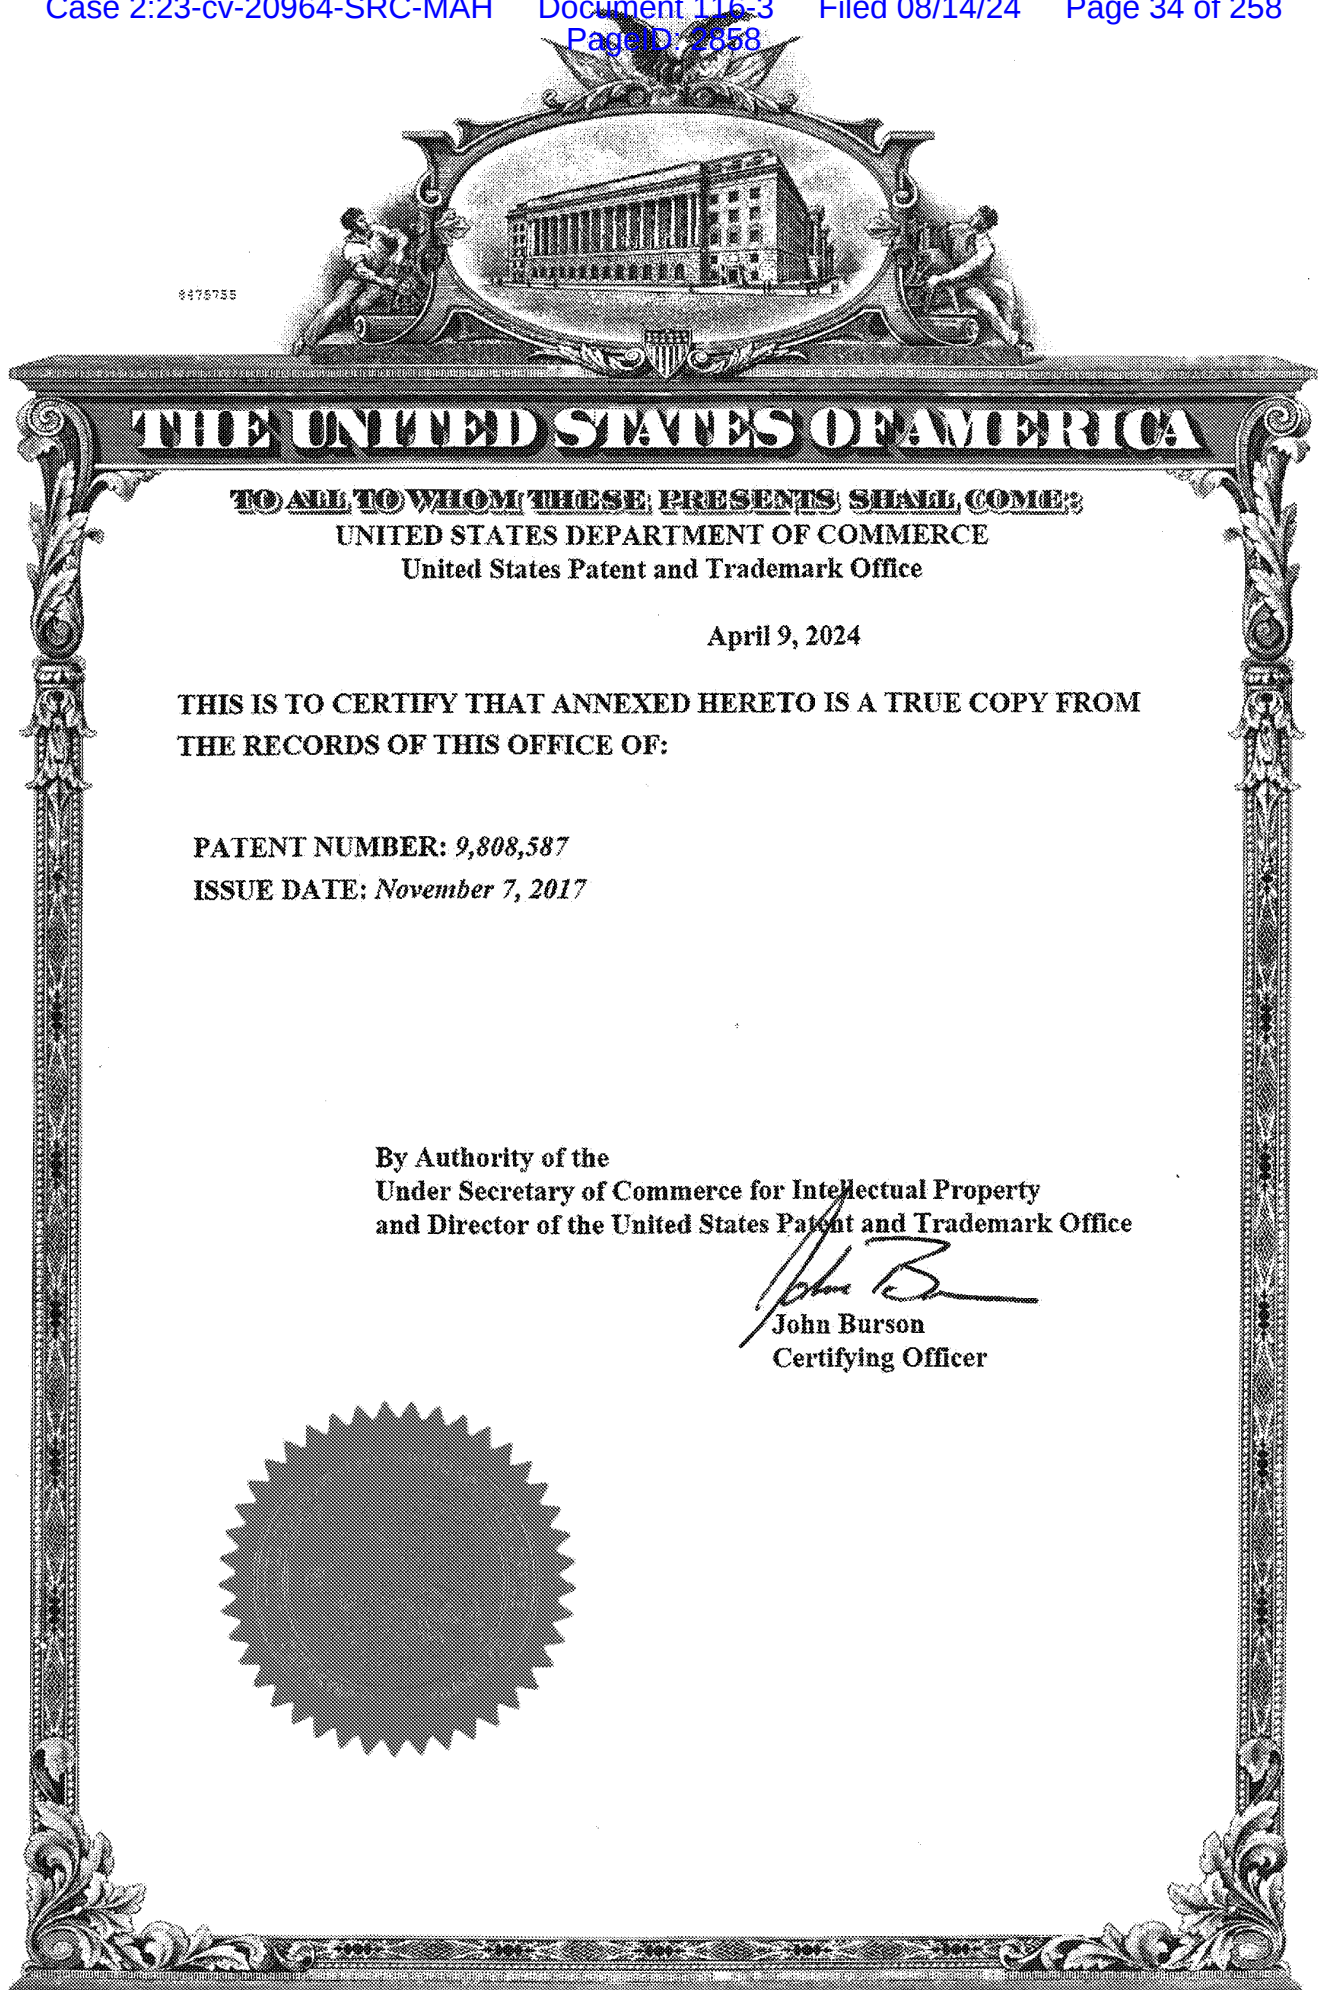 Case 2:23-cv-20964-SRC-MAH Document 116-3 Filed 08/14/24 Page 34 of 258
PageID: 2858
8475755
THE UNITED STATES OF AMERICA
TO ALL TO WHOM THESE PRESENTS SHALL COME:
UNITED STATES DEPARTMENT OF COMMERCE
United States Patent and Trademark Office
April 9, 2024
THIS IS TO CERTIFY THAT ANNEXED HERETO IS A TRUE COPY FROM
THE RECORDS OF THIS OFFICE OF:
PATENT NUMBER: 9,808,587
ISSUE DATE: November 7, 2017
By Authority of the
Under Secretary of Commerce for Intellectual Property
and Director of the United States Patent and Trademark Office
John Burson
Certifying Officer